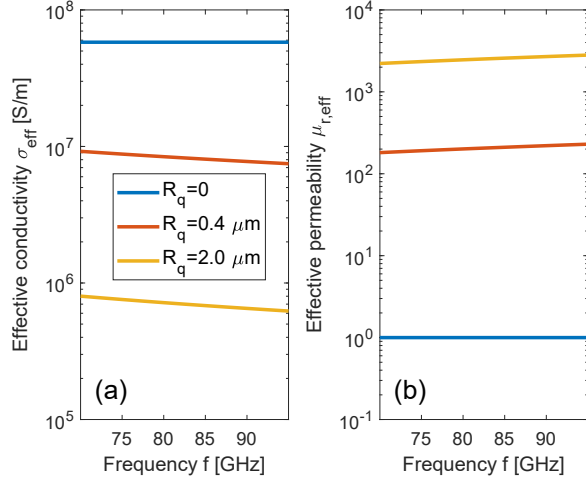 Effective conductivity σ_eff [S/m]
10^8
10^7
10^6
10^5
R_q=0
R_q=0.4 μm
R_q=2.0 μm
(a)
75 80 85 90
Frequency f [GHz]
Effective permeability μ_r,eff
10^4
10^3
10^2
10^1
10^0
10^-1
(b)
75 80 85 90
Frequency f [GHz]